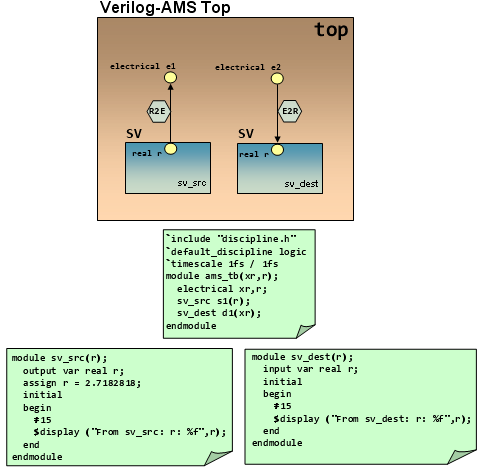 Verilog-AMS Top
top
electrical e1
electrical e2
R2E
E2R
SV
SV
real r
real r
sv_src
sv_dest
`include "discipline.h"
`default_discipline logic
`timescale 1fs / 1fs
module ams_tb(xr,r);
electrical xr,r;
sv_src s1(r);
sv_dest d1(xr);
endmodule
module sv_src(r);
output var real r;
assign r = 2.7182818;
initial
begin
#15
$display ("From sv_src: r: %f",r);
end
endmodule
module sv_dest(r);
input var real r;
initial
begin
#15
$display ("From sv_dest: r: %f",r);
end
endmodule